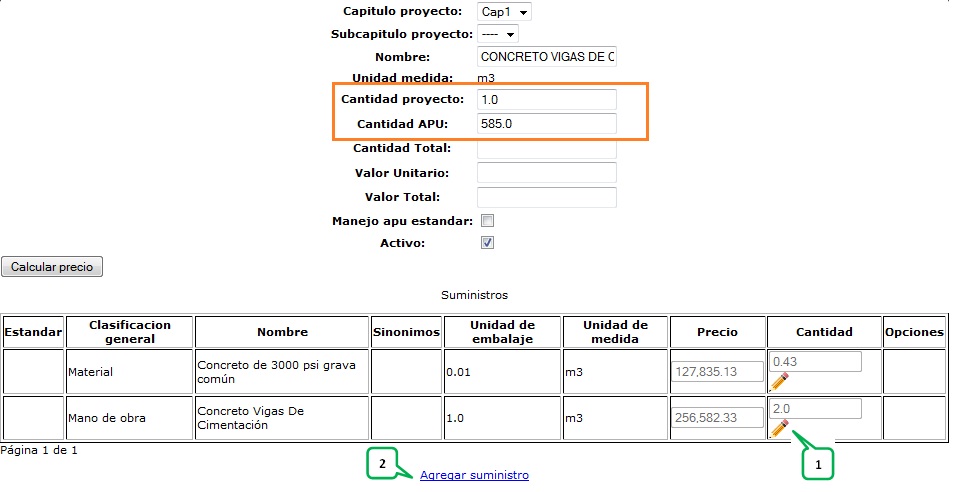 Capitulo proyecto: Cap1
Subcapitulo proyecto: ----
Nombre: CONCRETO VIGAS DE C
Unidad medida: m3
Cantidad proyecto: 1.0
Cantidad APU: 585.0
Cantidad Total:
Valor Unitario:
Valor Total:
Manejo apu estandar:
Activo:
Calcular precio
Suministros
Estandar Clasificacion general Nombre Sinonimos Unidad de embalaje Unidad de medida Precio Cantidad Opciones
Material Concreto de 3000 psi grava común 0.01 m3 127,835.13 0.43
Mano de obra Concreto Vigas De Cimentación 1.0 m3 256,582.33 2.0
Página 1 de 1
2 1
Agregar suministro